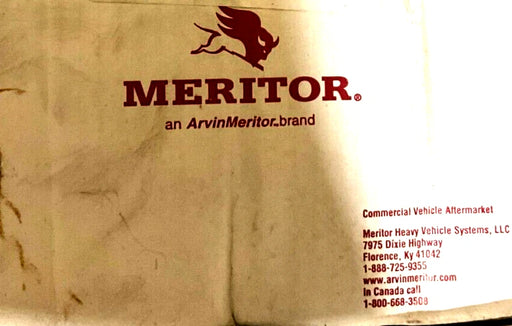 MERITOR®
an ArvinMeritor™ brand
Commercial Vehicle Aftermarket
Meritor Heavy Vehicle Systems, LLC
7975 Dixie Highway
Florence, Ky 41042
1-888-725-9355
www.arvinmeritor.com
In Canada call
1-800-668-3508